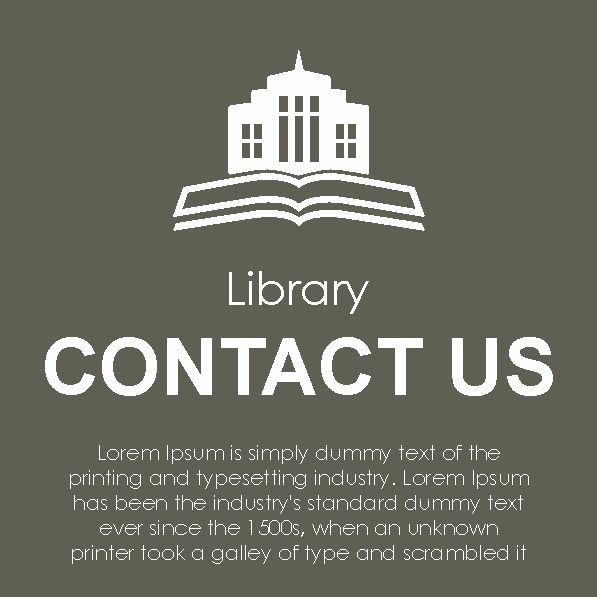 Library
CONTACT US
Lorem Ipsum is simply dummy text of the
printing and typesetting industry. Lorem Ipsum
has been the industry's standard dummy text
ever since the 1500s, when an unknown
printer took a galley of type and scrambled it